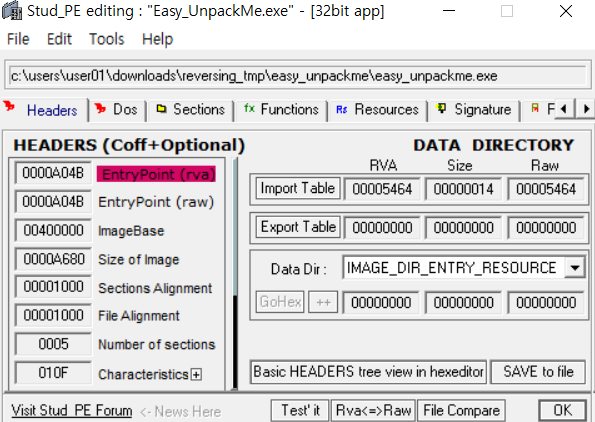 Stud_PE editing : "Easy_UnpackMe.exe" - [32bit app]
File Edit Tools Help
c:\users\user01\downloads\reversing_tmp\easy_unpackme\easy_unpackme.exe
Headers Dos Sections fx Functions Rs Resources Signature R F
HEADERS (Coff+Optional) DATA DIRECTORY
RVA Size Raw
0000A04B EntryPoint (rva) Import Table 00005464 00000014 00005464
0000A04B EntryPoint (raw)
00400000 ImageBase Export Table 00000000 00000000 00000000
0000A680 Size of Image Data Dir : IMAGE_DIR_ENTRY_RESOURCE
00001000 Sections Alignment GoHex ++ 00000000 00000000 00000000
00001000 File Alignment
0005 Number of sections
010F Characteristics + Basic HEADERS tree view in hexeditor SAVE to file
Visit Stud_PE Forum <- News Here Test' it Rva<=>Raw File Compare OK